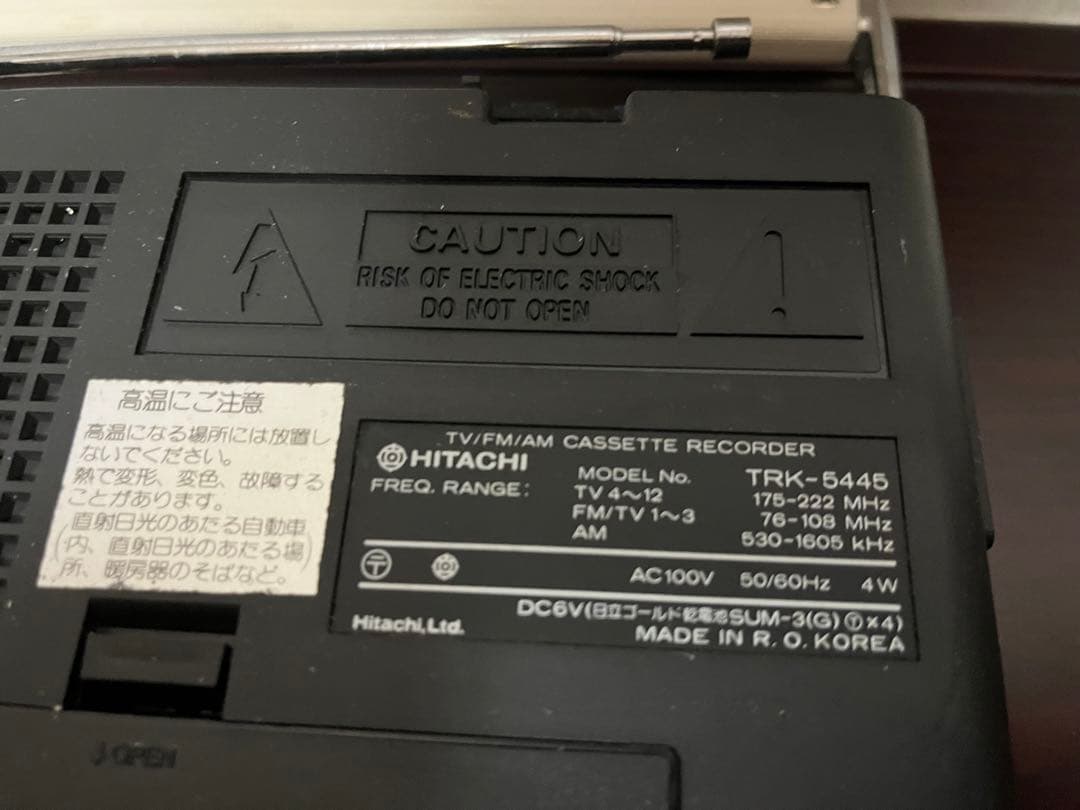 CAUTION
RISK OF ELECTRIC SHOCK
DO NOT OPEN
高温にご注意
高温になる場所には放置し
ないでください。
熱で変形、変色、故障する
ことがあります。
(直射日光のあたる自動車
内、直射日光のあたる場
所、暖房器のそばなど。)
TV/FM/AM CASSETTE RECORDER
HITACHI MODEL No. TRK-5445
FREQ. RANGE: TV 4~12 175-222 MHz
FM/TV 1~3 76-108 MHz
AM 530-1605 kHz
〒 AC100V 50/60Hz 4W
DC6V(日立ゴールド乾電池SUM-3(G)Ⓣ×4)
Hitachi, Ltd. MADE IN R.O.KOREA
OPEN